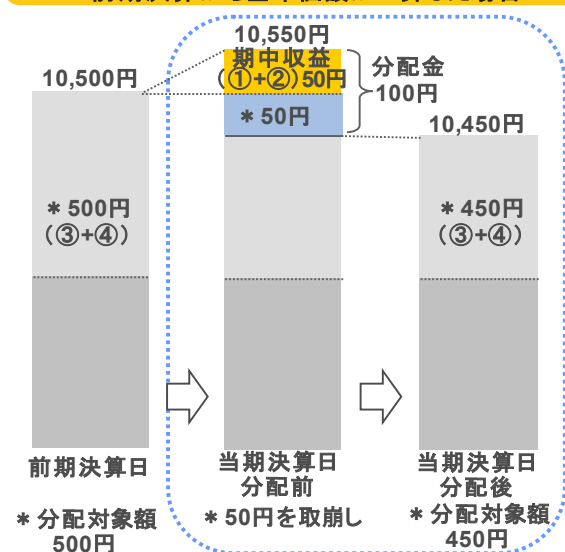 10,550円
期中収益
(①+②)50円
分配金
100円
10,500円
＊50円
10,450円
＊500円
(③+④)
＊450円
(③+④)
前期決算日
当期決算日
分配前
当期決算日
分配後
＊分配対象額
500円
＊50円を取崩し
＊分配対象額
450円